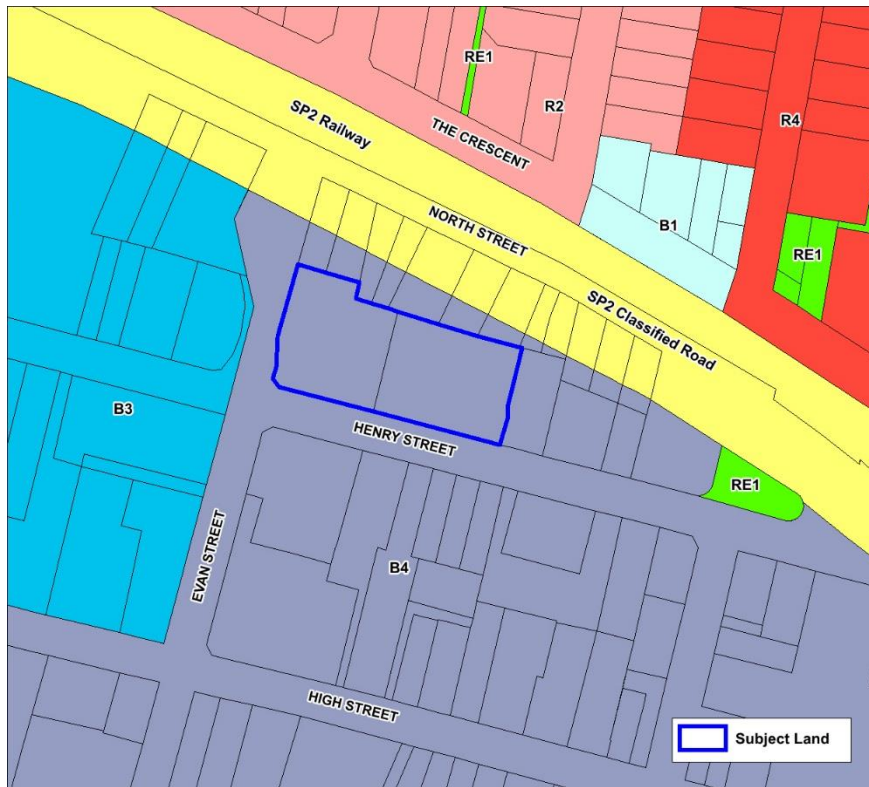 RE1
R2
R4
SP2 Railway
THE CRESCENT
NORTH STREET
B1
RE1
SP2 Classified Road
B3
HENRY STREET
RE1
EVAN STREET
B4
HIGH STREET
Subject Land